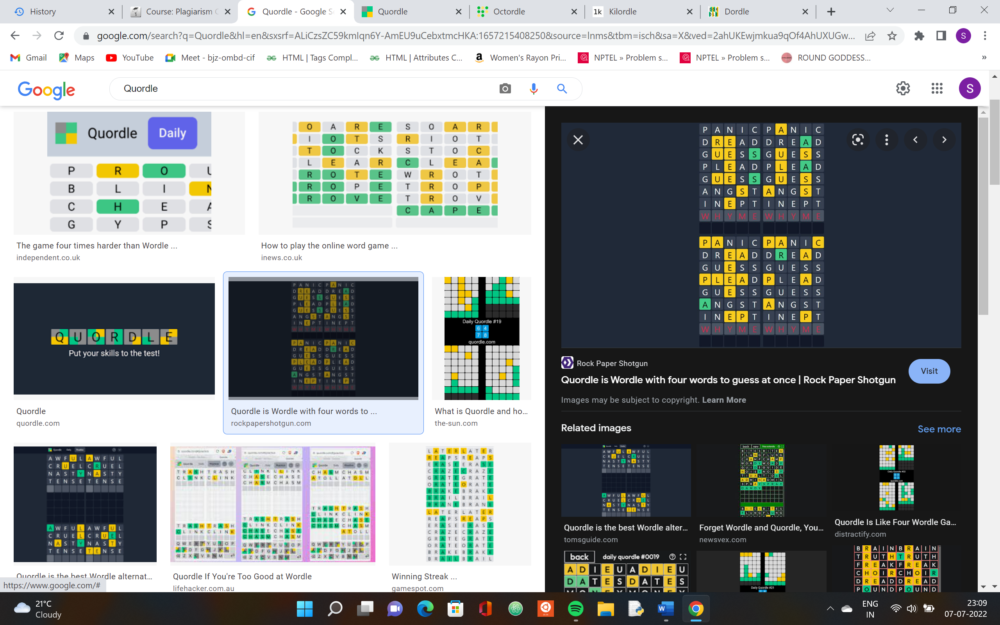 History
Course: Plagiarism C
Quordle - Google S
Quordle
Octordle
1k Kilordle
Dordle
google.com/search?q=Quordle&hl=en&sxsrf=ALiCzsZC59kmIqn6Y-AmEU9uCebxtmcHKA:1657215408250&source=lnms&tbm=isch&sa=X&ved=2ahUKEwjmkua9qOf4AhUXUGw...
S
Gmail
Maps
YouTube
Meet - bjz-ombd-cif
HTML | Tags Compl...
HTML | Attributes C...
Women's Rayon Pri...
NPTEL » Problem s...
NPTEL » Problem s...
ROUND GODDESS...
»
Google
Quordle
S
Quordle Daily
P R O U
B L I N
C H E A
G Y P S
The game four times harder than Wordle ...
independent.co.uk
O A R E S O A R
I O T S R I O T
T O C K S T O C
L E A R C L E A
R O T E W R O T
R O P E T R O P
R O V E T R O V
C A P E
How to play the online word game ...
inews.co.uk
QUORDLE
Put your skills to the test!
Quordle
quordle.com
P A N I C P A N I C
D R E A D D R E A D
G U E S S G U E S S
P L E A D P L E A D
G U E S S G U E S S
A N G S T A N G S T
I N E P T I N E P T
P A N I C P A N I C
D R E A D D R E A D
G U E S S G U E S S
P L E A D P L E A D
G U E S S G U E S S
A N G S T A N G S T
I N E P T I N E P T
Quordle is Wordle with four words to ...
rockpapershotgun.com
Daily Quordle #19
6 4
7 8
quordle.com
What is Quordle and ho...
the-sun.com
A W F U L A W F U L
C R U E L C R U E L
N A S T Y N A S T Y
T E N S E T E N S E
A W F U L A W F U L
C R U E L C R U E L
N A S T Y N A S T Y
T E N S E T E N S E
Quordle is the best Wordle alternat...
T R A S H T R A S H
C L I N K C L I N K
C L I N K C L I N K
C H A S E C H A S E
C H A S M C H A S M
C H A S M C H A S M
A T O L L A T O L L
Quordle If You're Too Good at Wordle
lifehacker.com.au
L A T E R L A T E R
R E A P S R E A P S
E R A S E E R A S E
C R A Z E C R A Z E
G R A T E G R A T E
O R A T E O R A T E
B R A K E B R A K E
B R A I L B R A I L
B R A N E B R A N E
L A T E R L A T E R
R E A P S R E A P S
E R A S E E R A S E
C R A Z E C R A Z E
G R A T E G R A T E
O R A T E O R A T E
B R A K E B R A K E
B R A I L B R A I L
Winning Streak ...
gamespot.com
P A N I C P A N I C
D R E A D D R E A D
G U E S S G U E S S
P L E A D P L E A D
G U E S S G U E S S
A N G S T A N G S T
I N E P T I N E P T
W H Y M E W H Y M E
P A N I C P A N I C
D R E A D D R E A D
G U E S S G U E S S
P L E A D P L E A D
G U E S S G U E S S
A N G S T A N G S T
I N E P T I N E P T
W H Y M E W H Y M E
Rock Paper Shotgun
Quordle is Wordle with four words to guess at once | Rock Paper Shotgun
Visit
Images may be subject to copyright. Learn More
Related images
See more
A W F U L A W F U L
C R U E L C R U E L
N A S T Y N A S T Y
T E N S E T E N S E
A W F U L A W F U L
C R U E L C R U E L
N A S T Y N A S T Y
T E N S E T E N S E
Quordle is the best Wordle alter...
tomsguide.com
Forget Wordle and Quordle, You...
newsvex.com
Daily Quordle #22
quordle.com
Quordle Is Like Four Wordle Ga...
distractify.com
back daily quordle #0019
A D I E U A D I E U
D A T E S D A T E S
M O N E Y M O N E Y
Daily Quordle #21
B R A I N B R A I N
T R U T H T R U T H
F R E A K F R E A K
C H O I R C H O I R
D R E A D D R E A D
P O U N D P O U N D
https://www.google.com/#
21°C
Cloudy
ENG
IN
23:09
07-07-2022